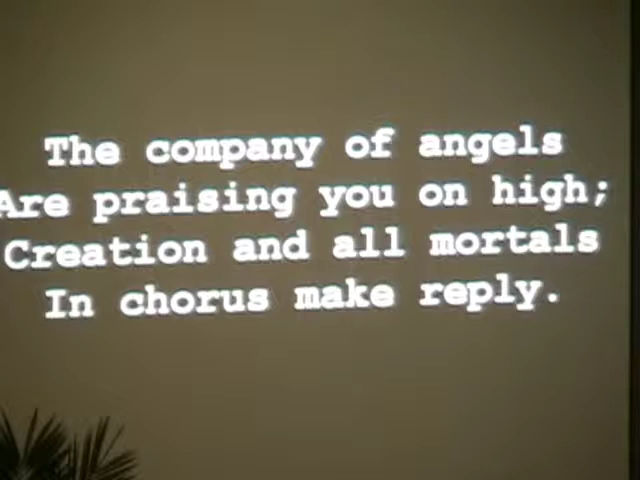 The company of angels
Are praising you on high;
Creation and all mortals
In chorus make reply.